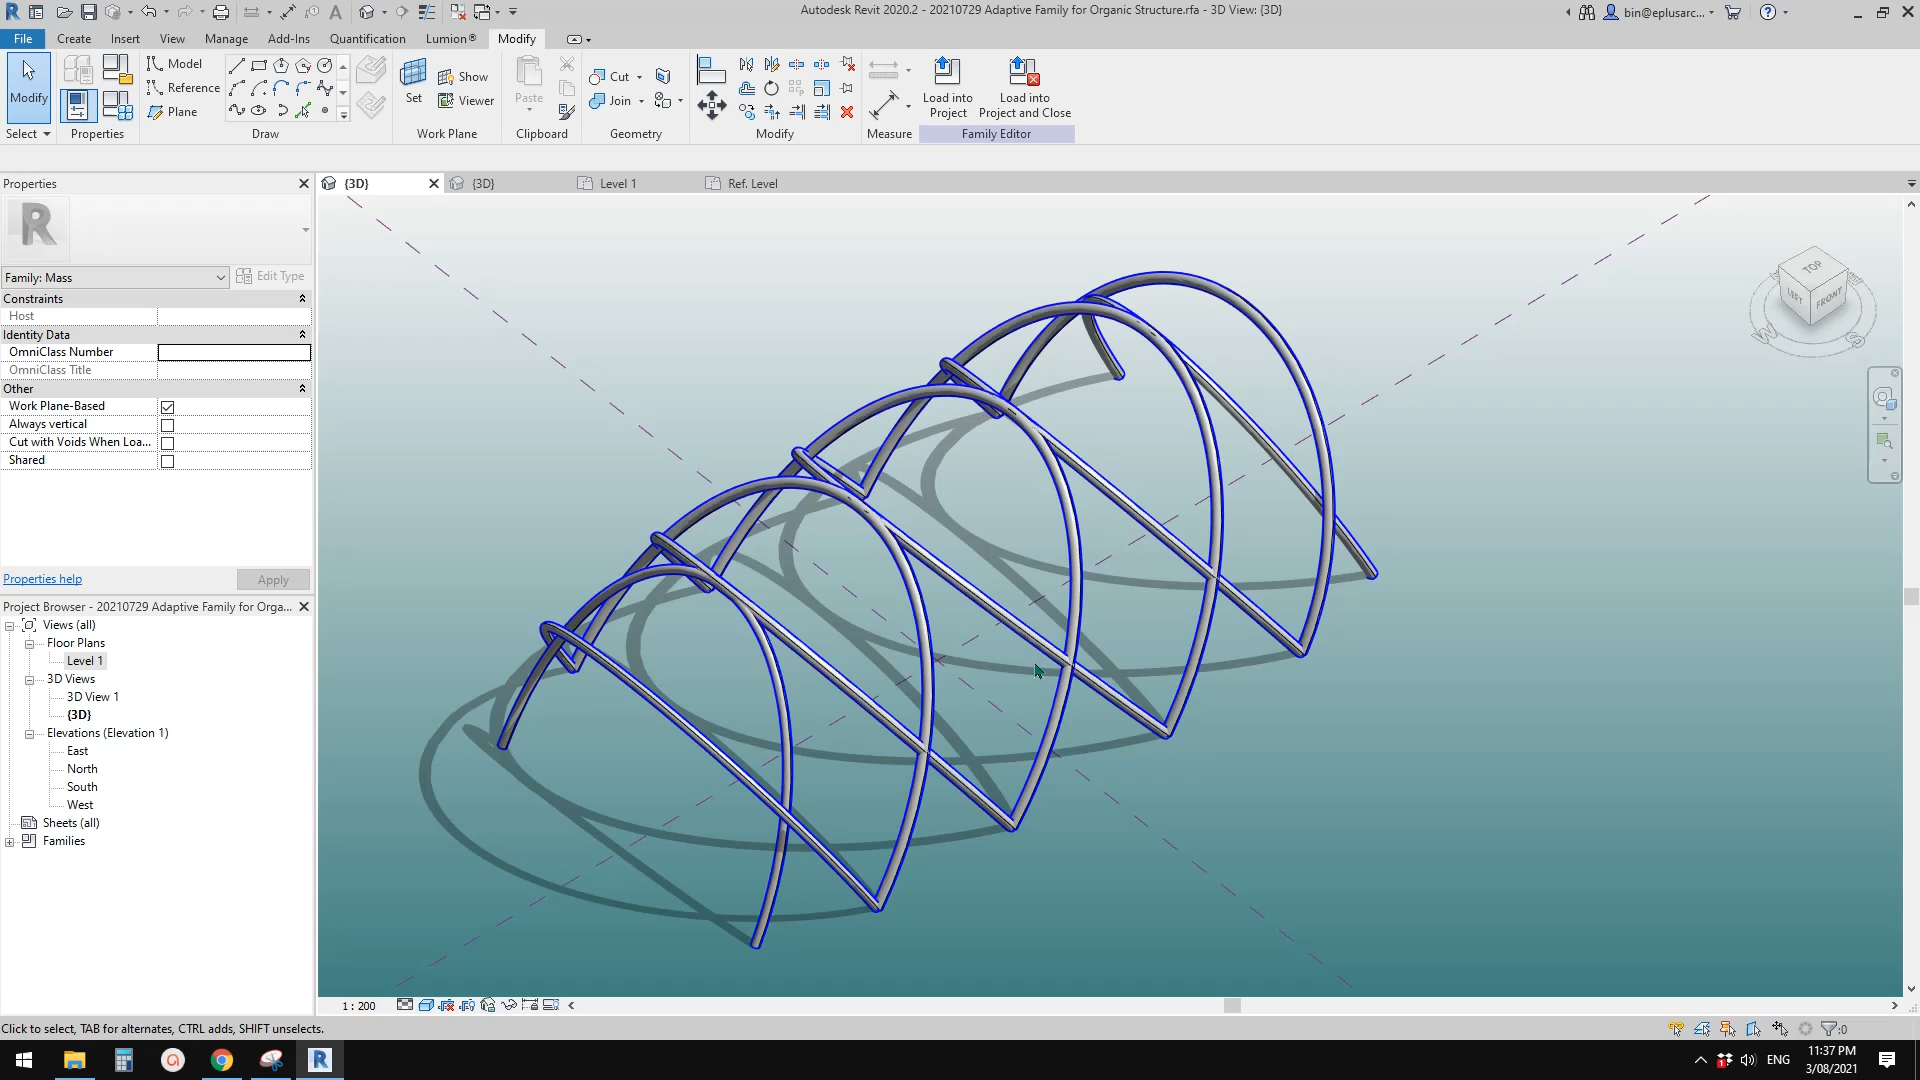 Autodesk Revit 2020.2 - 20210729 Adaptive Family for Organic Structure.rfa - 3D View: {3D}
bin@eplusarc...
File Create Insert View Manage Add-Ins Quantification Lumion® Modify
Modify
Select
Properties
Model
Reference
Plane
Draw
Set
Show
Viewer
Work Plane
Paste
Clipboard
Cut
Join
Geometry
Modify
Measure
Load into
Project
Load into
Project and Close
Family Editor
Properties
{3D}
{3D}
Level 1
Ref. Level
R
Family: Mass
Edit Type
Constraints
Host
Identity Data
OmniClass Number
OmniClass Title
Other
Work Plane-Based
Always vertical
Cut with Voids When Loa...
Shared
Properties help
Apply
Project Browser - 20210729 Adaptive Family for Orga...
Views (all)
Floor Plans
Level 1
3D Views
3D View 1
{3D}
Elevations (Elevation 1)
East
North
South
West
Sheets (all)
Families
TOP
LEFT
FRONT
W
S
1 : 200
Click to select, TAB for alternates, CTRL adds, SHIFT unselects.
:0
ENG
11:37 PM
3/08/2021